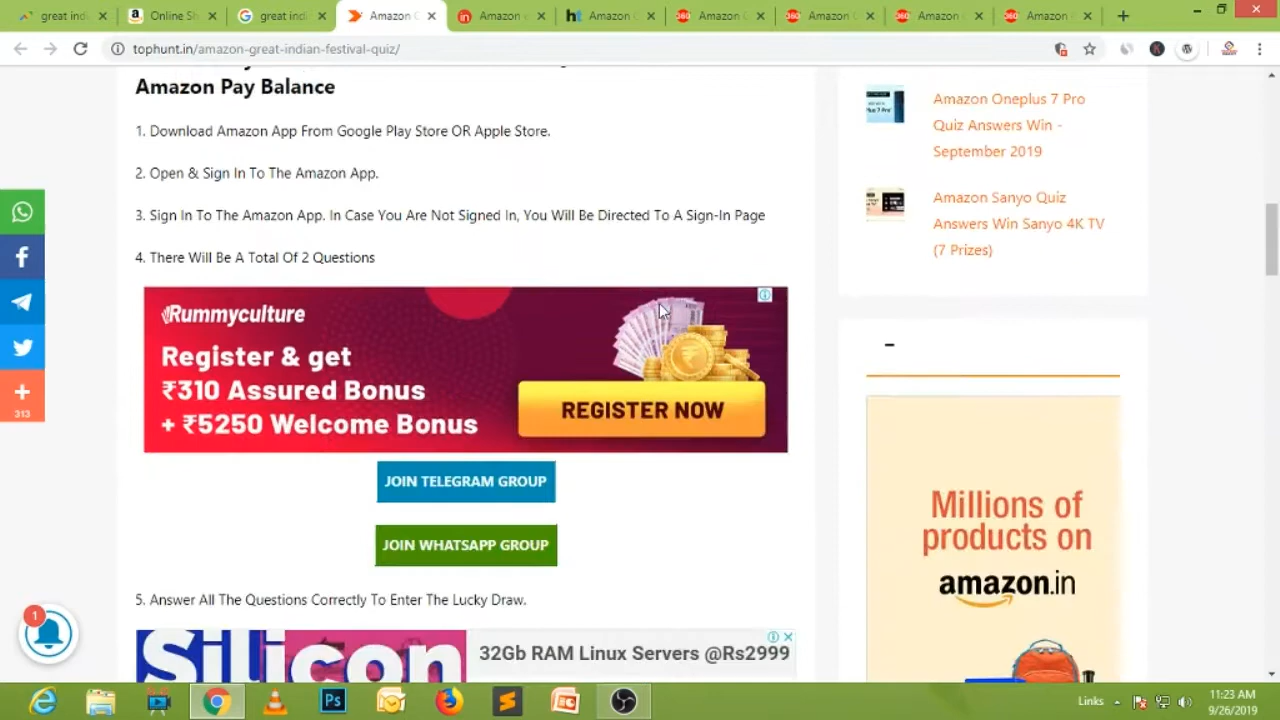 great indi
Online Sh
great indi
Amazon G
Amazon
Amazon G
Amazon G
Amazon G
Amazon
Amazon
tophunt.in/amazon-great-indian-festival-quiz/
Amazon Pay Balance
1. Download Amazon App From Google Play Store OR Apple Store.
2. Open & Sign In To The Amazon App.
3. Sign In To The Amazon App. In Case You Are Not Signed In, You Will Be Directed To A Sign-In Page
4. There Will Be A Total Of 2 Questions
Rummyculture
Register & get
₹310 Assured Bonus
+ ₹5250 Welcome Bonus
REGISTER NOW
JOIN TELEGRAM GROUP
JOIN WHATSAPP GROUP
5. Answer All The Questions Correctly To Enter The Lucky Draw.
Silicon
32Gb RAM Linux Servers @Rs2999
313
1
Amazon Oneplus 7 Pro
Quiz Answers Win -
September 2019
Amazon Sanyo Quiz
Answers Win Sanyo 4K TV
(7 Prizes)
Millions of
products on
amazon.in
Links
11:23 AM
9/26/2019